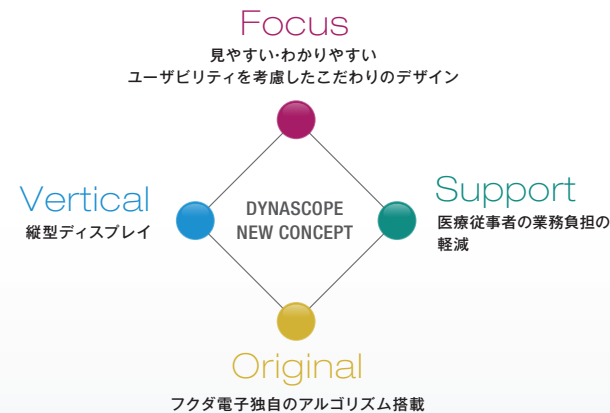 Focus
見やすい・わかりやすい
ユーザビリティを考慮したこだわりのデザイン
Vertical
縦型ディスプレイ
DYNASCOPE
NEW CONCEPT
Support
医療従事者の業務負担の
軽減
Original
フクダ電子独自のアルゴリズム搭載